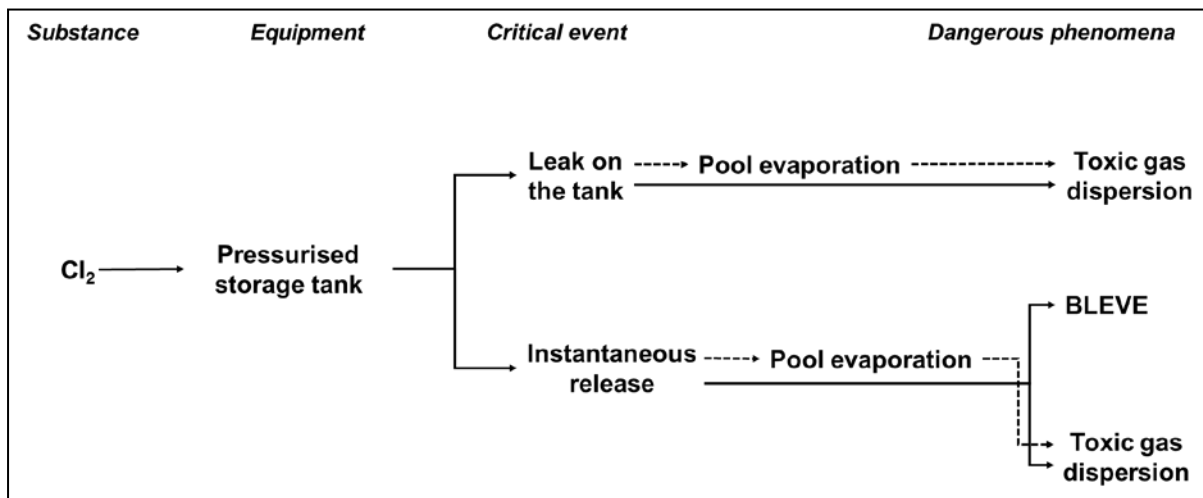 Substance Equipment Critical event Dangerous phenomena
Leak on the tank
Pool evaporation
Toxic gas dispersion
Cl₂
Pressurised storage tank
BLEVE
Instantaneous release
Pool evaporation
Toxic gas dispersion